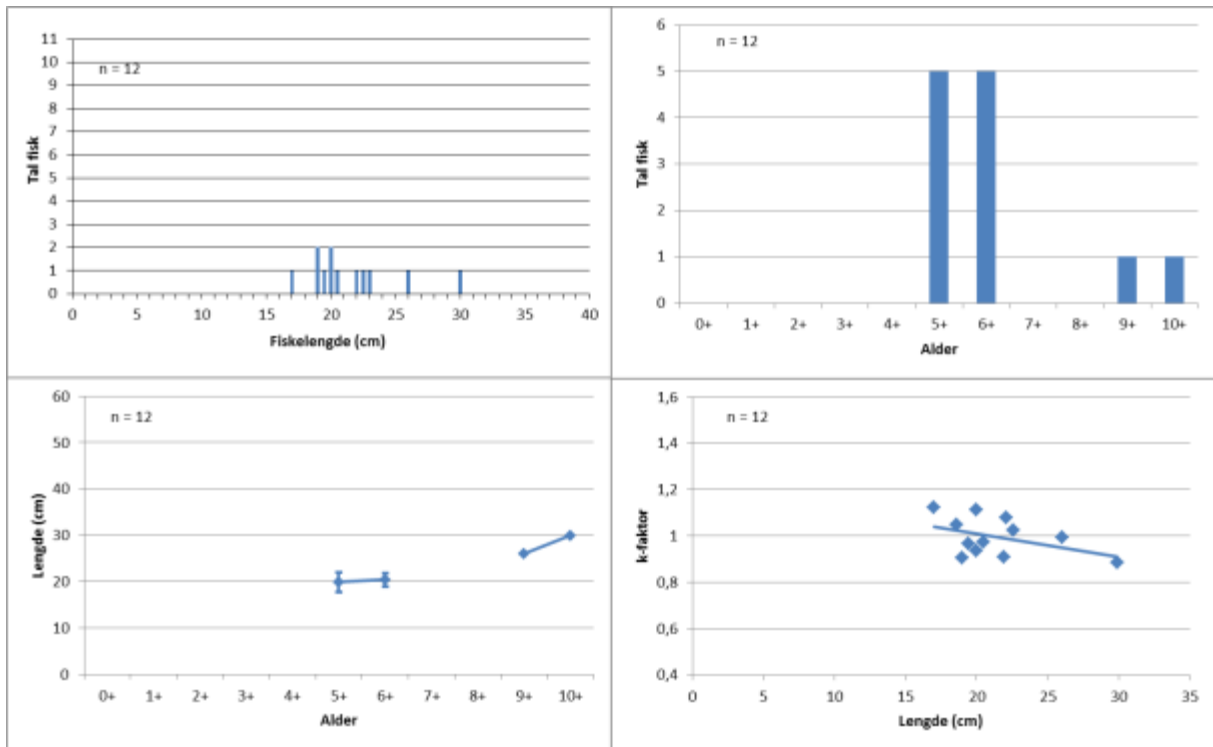 11
10
9
8
7
6
5
4
3
2
1
0
n = 12
Tal fisk
0 5 10 15 20 25 30 35 40
Fiskelengde (cm)
6
5
4
3
2
1
0
n = 12
Tal fisk
0+ 1+ 2+ 3+ 4+ 5+ 6+ 7+ 8+ 9+ 10+
Alder
60
50
40
30
20
10
0
n = 12
Lengde (cm)
0+ 1+ 2+ 3+ 4+ 5+ 6+ 7+ 8+ 9+ 10+
Alder
1,6
1,4
1,2
1
0,8
0,6
0,4
n = 12
k-faktor
0 5 10 15 20 25 30 35
Lengde (cm)